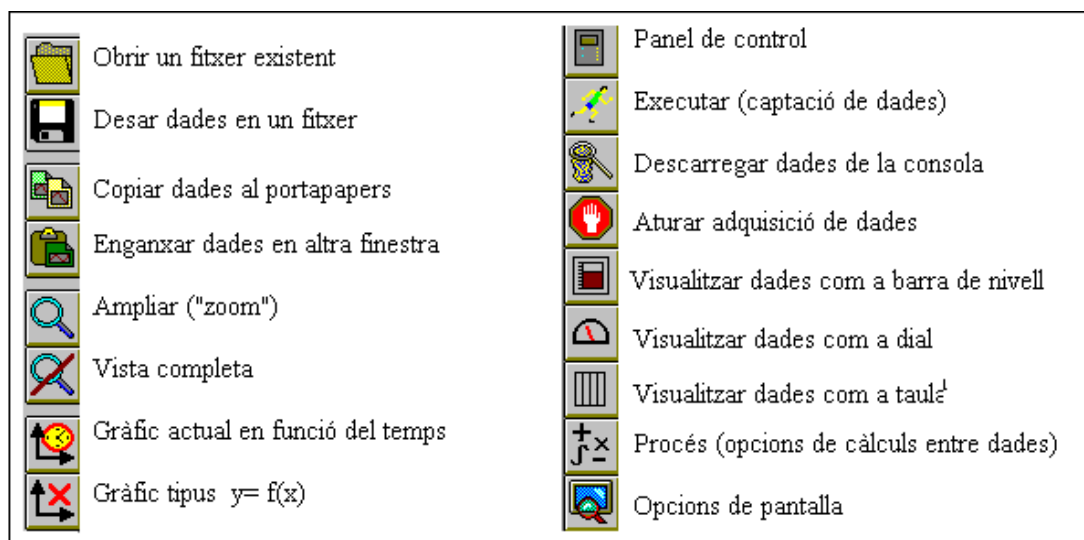 Obrir un fitxer existent
Desar dades en un fitxer
Copiar dades al portapapers
Enganxar dades en altra finestra
Ampliar ("zoom")
Vista completa
Gràfic actual en funció del temps
Gràfic tipus y= f(x)
Panel de control
Executar (captació de dades)
Descarregar dades de la consola
Aturar adquisició de dades
Visualitzar dades com a barra de nivell
Visualitzar dades com a dial
Visualitzar dades com a taula
Procés (opcions de càlculs entre dades)
Opcions de pantalla